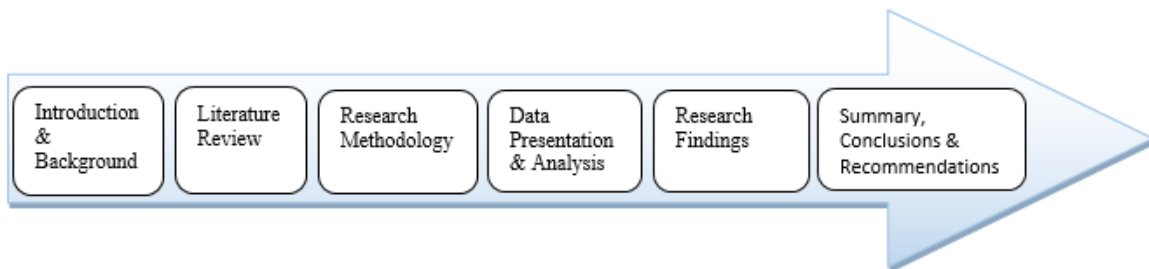 Introduction
&
Background
Literature
Review
Research
Methodology
Data
Presentation
& Analysis
Research
Findings
Summary,
Conclusions &
Recommendations